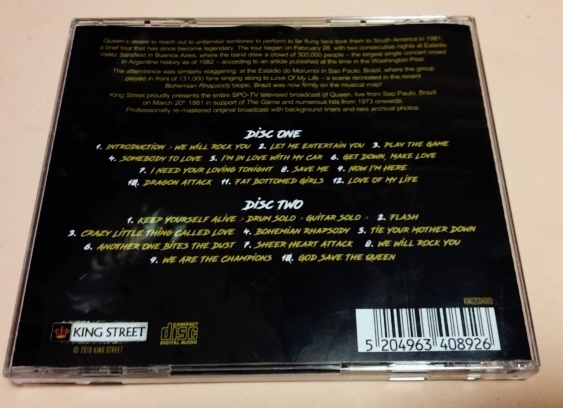 Queen's desire to reach out to unfamiliar territories to perform to far flung fans took them to South America in 1981,
a brief tour that has since become legendary. The tour began on February 28, with two consecutive nights at Estadio
Vélez Sarsfield in Buenos Aires, where the band drew a crowd of 300,000 people - the largest single concert crowd
in Argentine history as of 1982 - according to an article published at the time in the Washington Post.
The attendance was similarly staggering at the Estádio do Morumbi in Sao Paulo, Brazil, where the group
played in front of 131,000 fans singing along to Love Of My Life - a scene recreated in the recent
Bohemian Rhapsody biopic. Brazil was now firmly on the musical map!
King Street proudly presents the entire SPO-TV televised broadcast of Queen, live from Sao Paulo, Brazil
on March 20th 1981 in support of The Game and numerous hits from 1973 onwards.
Professionally re-mastered original broadcast with background liners and rare archival photos.
DISC ONE
1. INTRODUCTION > WE WILL ROCK YOU 2. LET ME ENTERTAIN YOU 3. PLAY THE GAME
4. SOMEBODY TO LOVE 5. I'M IN LOVE WITH MY CAR 6. GET DOWN, MAKE LOVE
7. I NEED YOUR LOVING TONIGHT 8. SAVE ME 9. NOW I'M HERE
10. DRAGON ATTACK 11. FAT BOTTOMED GIRLS 12. LOVE OF MY LIFE
DISC TWO
1. KEEP YOURSELF ALIVE > DRUM SOLO > GUITAR SOLO > 2. FLASH
3. CRAZY LITTLE THING CALLED LOVE 4. BOHEMIAN RHAPSODY 5. TIE YOUR MOTHER DOWN
6. ANOTHER ONE BITES THE DUST 7. SHEER HEART ATTACK 8. WE WILL ROCK YOU
9. WE ARE THE CHAMPIONS 10. GOD SAVE THE QUEEN
KING STREET
© 2019 KING STREET
COMPACT
disc
DIGITAL AUDIO
5 204963 408926